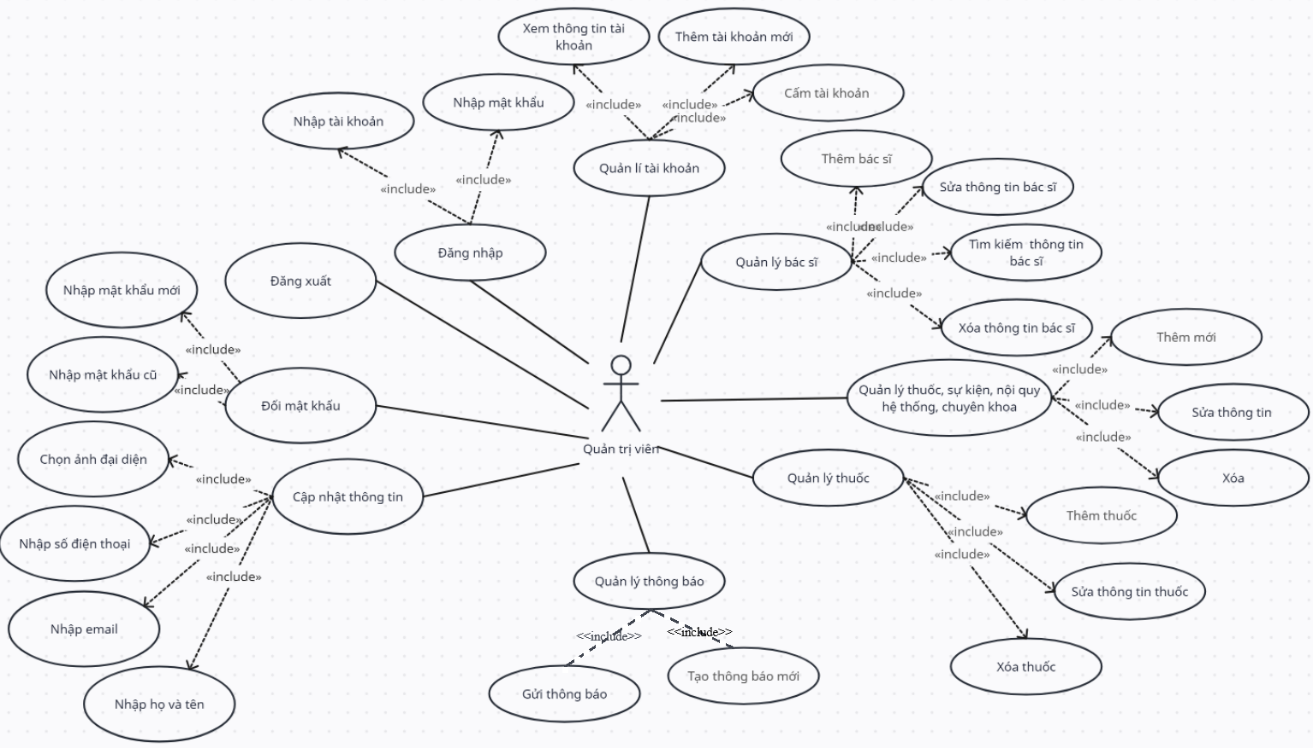 Xem thông tin tài
khoản
Thêm tài khoản mới
Cấm tài khoản
«include»
«include»
«include»
Quản lí tài khoản
Nhập tài khoản
Nhập mật khẩu
«include»
«include»
Đăng nhập
Đăng xuất
Thêm bác sĩ
Sửa thông tin bác sĩ
Tìm kiếm thông tin
bác sĩ
Xóa thông tin bác sĩ
«include»
«include»
«include»
«include»
Quản lý bác sĩ
Nhập mật khẩu mới
Nhập mật khẩu cũ
«include»
«include»
Đổi mật khẩu
Quản trị viên
Quản lý thuốc, sự kiện, nội quy
hệ thống, chuyên khoa
Thêm mới
Sửa thông tin
Xóa
«include»
«include»
«include»
Chọn ảnh đại diện
Nhập số điện thoại
Nhập email
Nhập họ và tên
«include»
«include»
«include»
«include»
Cập nhật thông tin
Quản lý thuốc
«include»
«include»
«include»
Thêm thuốc
Sửa thông tin thuốc
Xóa thuốc
Quản lý thông báo
<<include>>
<<include>>
Gửi thông báo
Tạo thông báo mới